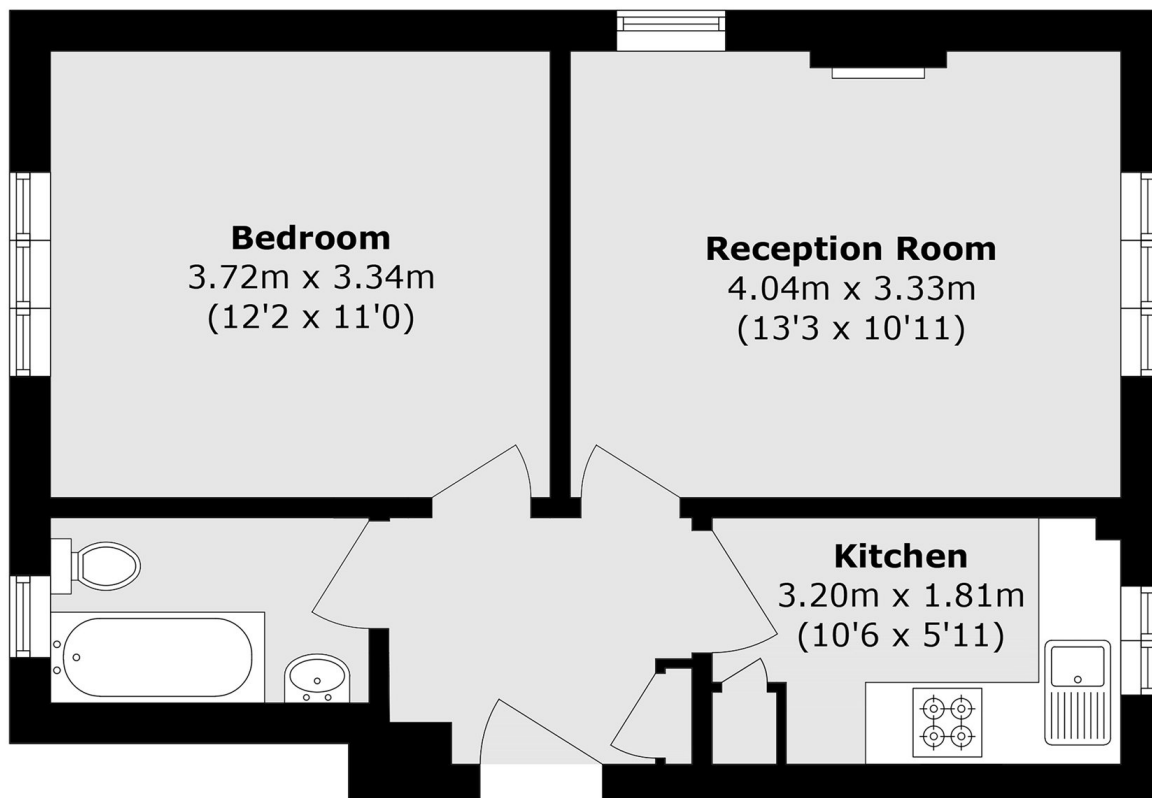 Bedroom
3.72m x 3.34m
(12'2 x 11'0)
Reception Room
4.04m x 3.33m
(13'3 x 10'11)
Kitchen
3.20m x 1.81m
(10'6 x 5'11)